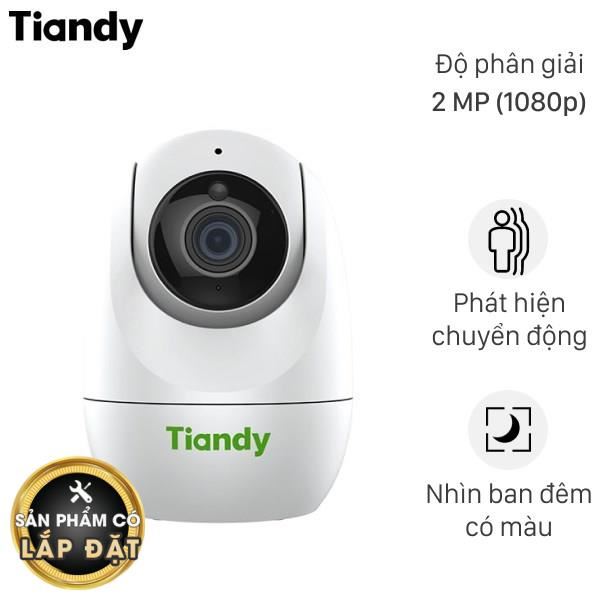 Tiandy
Độ phân giải
2 MP (1080p)
Phát hiện
chuyển động
Tiandy
Nhìn ban đêm
có màu
SẢN PHẨM CÓ
LẮP ĐẶT